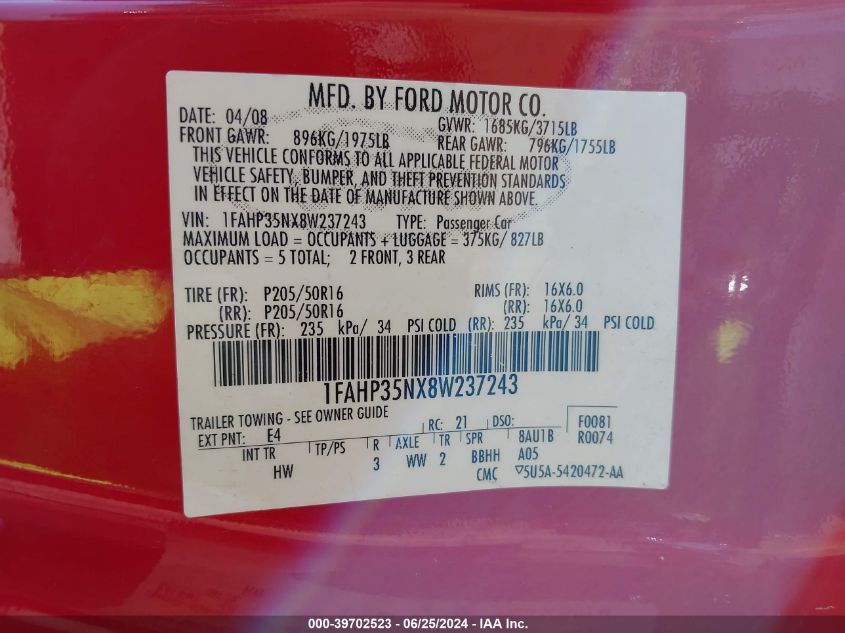 MFD. BY FORD MOTOR CO.
DATE: 04/08 GVWR: 1685KG/3715LB
FRONT GAWR: 896KG/1975LB REAR GAWR: 796KG/1755LB
THIS VEHICLE CONFORMS TO ALL APPLICABLE FEDERAL MOTOR
VEHICLE SAFETY, BUMPER, AND THEFT PREVENTION STANDARDS
IN EFFECT ON THE DATE OF MANUFACTURE SHOWN ABOVE.
VIN: 1FAHP35NX8W237243 TYPE: Passenger Car
MAXIMUM LOAD = OCCUPANTS + LUGGAGE = 375KG/ 827LB
OCCUPANTS = 5 TOTAL; 2 FRONT, 3 REAR
TIRE (FR): P205/50R16 RIMS (FR): 16X6.0
(RR): P205/50R16 (RR): 16X6.0
PRESSURE (FR): 235 kPa/ 34 PSI COLD (RR): 235 kPa/ 34 PSI COLD
1FAHP35NX8W237243
TRAILER TOWING - SEE OWNER GUIDE
EXT PNT: E4 RC: 21 DSO: F0081
INT TR TP/PS R AXLE TR SPR 8AU1B R0074
HW 3 WW 2 BBHH A05
CMC ▽5U5A-5420472-AA
000-39702523 - 06/25/2024 - IAA Inc.